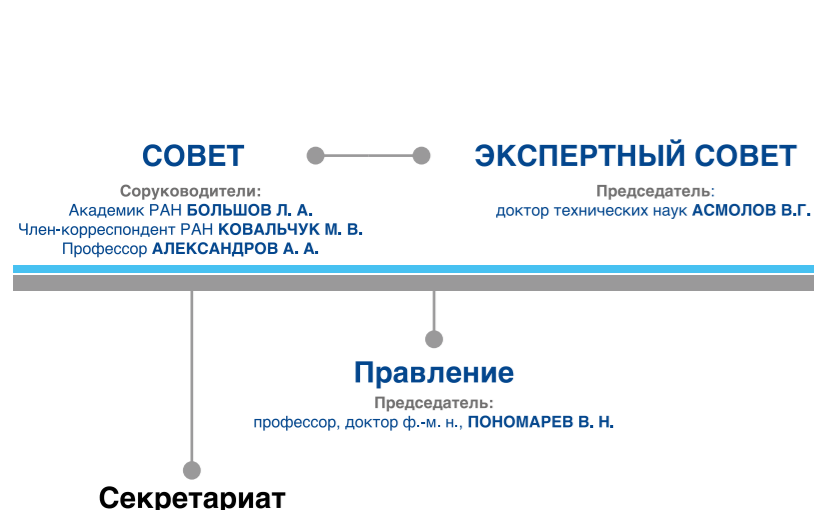 СОВЕТ
Соруководители:
Академик РАН БОЛЬШОВ Л. А.
Член-корреспондент РАН КОВАЛЬЧУК М. В.
Профессор АЛЕКСАНДРОВ А. А.
ЭКСПЕРТНЫЙ СОВЕТ
Председатель:
доктор технических наук АСМОЛОВ В.Г.
Правление
Председатель:
профессор, доктор ф.-м. н., ПОНОМАРЕВ В. Н.
Секретариат